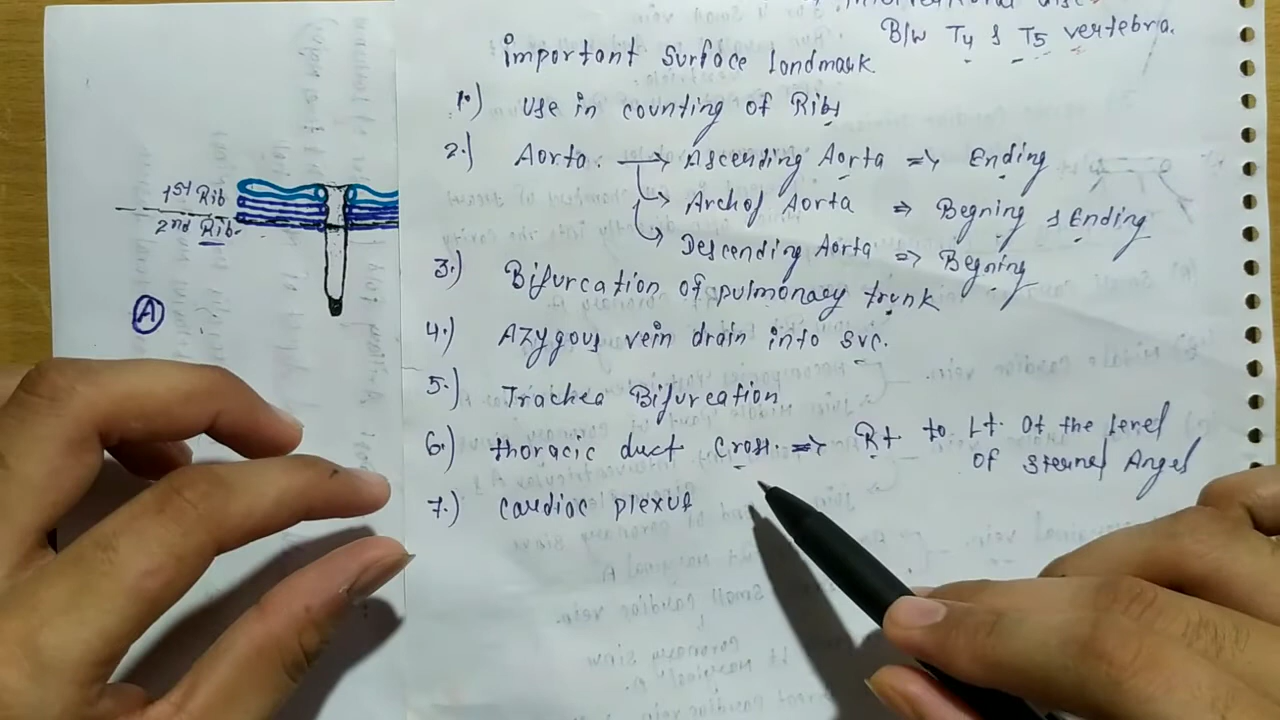 Intervertebral disc
B/w T4 & T5 vertebra.
important Surface Landmark
1.) Use in counting of Ribs
2.) Aorta. → Ascending Aorta ⇒ Ending
→ Arch of Aorta ⇒ Begning & Ending
→ Descending Aorta ⇒ Begning
3.) Bifurcation of pulmonary trunk
4.) Azygous vein drain into SVC.
5.) Trachea Bifurcation
6.) thoracic duct Cross. ⇒ Rt to Lt. at the level
of sternal Angel
7.) Cardiac plexus
1st Rib
2nd Rib.
A